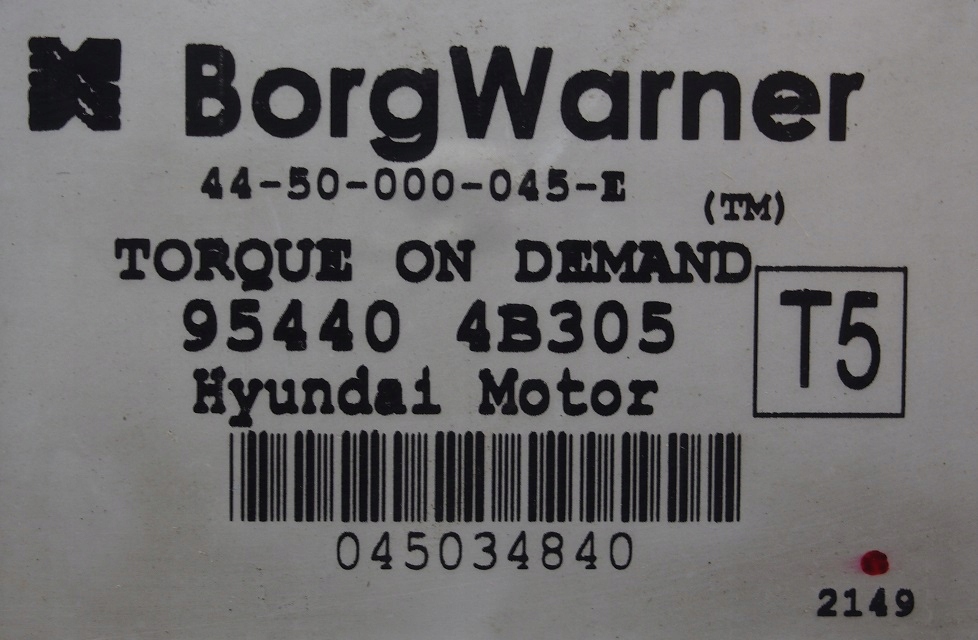 BorgWarner
44-50-000-045-E
(TM)
TORQUE ON DEMAND
95440 4B305
T5
Hyundai Motor
045034840
2149